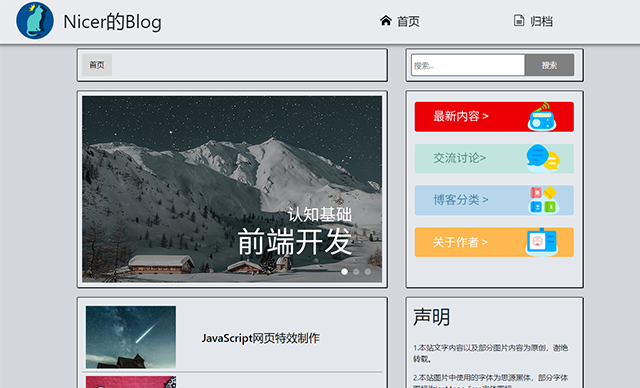 Nicer的Blog
首页
归档
首页
搜索...
搜索
认知基础
前端开发
最新内容 >
交流讨论>
博客分类 >
关于作者 >
JavaScript网页特效制作
声明
1.本站文字内容以及部分图片内容为原创，谢绝
转载。
2.本站图片中使用的字体为思源黑体，部分字体